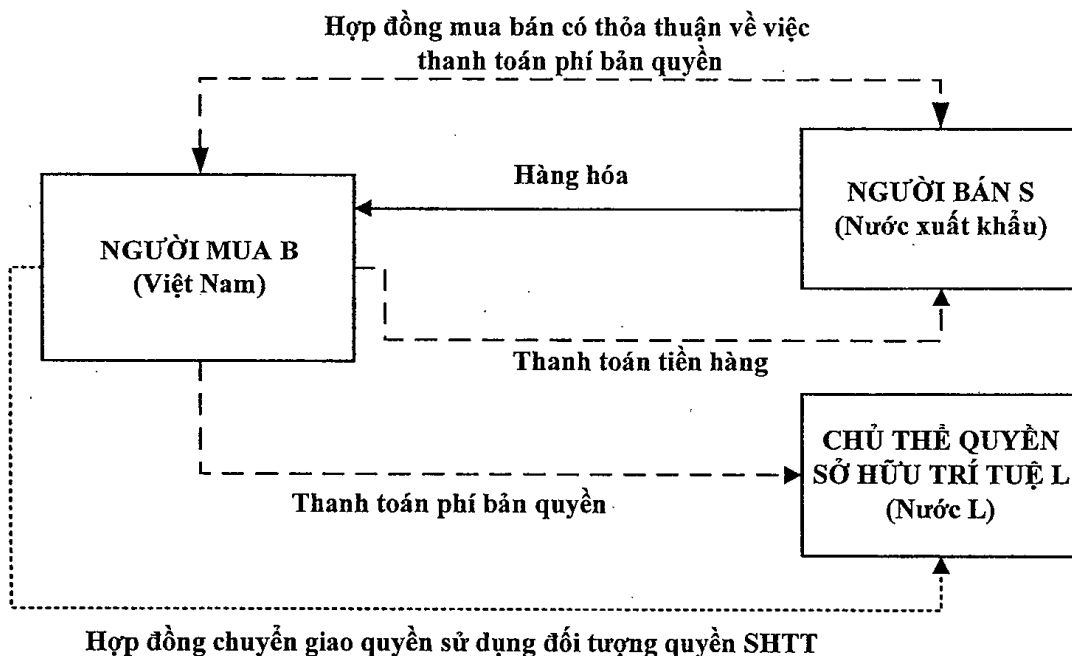 Hợp đồng mua bán có thỏa thuận về việc
thanh toán phí bản quyền
Hàng hóa
NGƯỜI BÁN S
(Nước xuất khẩu)
NGƯỜI MUA B
(Việt Nam)
Thanh toán tiền hàng
CHỦ THỂ QUYỀN
SỞ HỮU TRÍ TUỆ L
(Nước L)
Thanh toán phí bản quyền
Hợp đồng chuyển giao quyền sử dụng đối tượng quyền SHTT